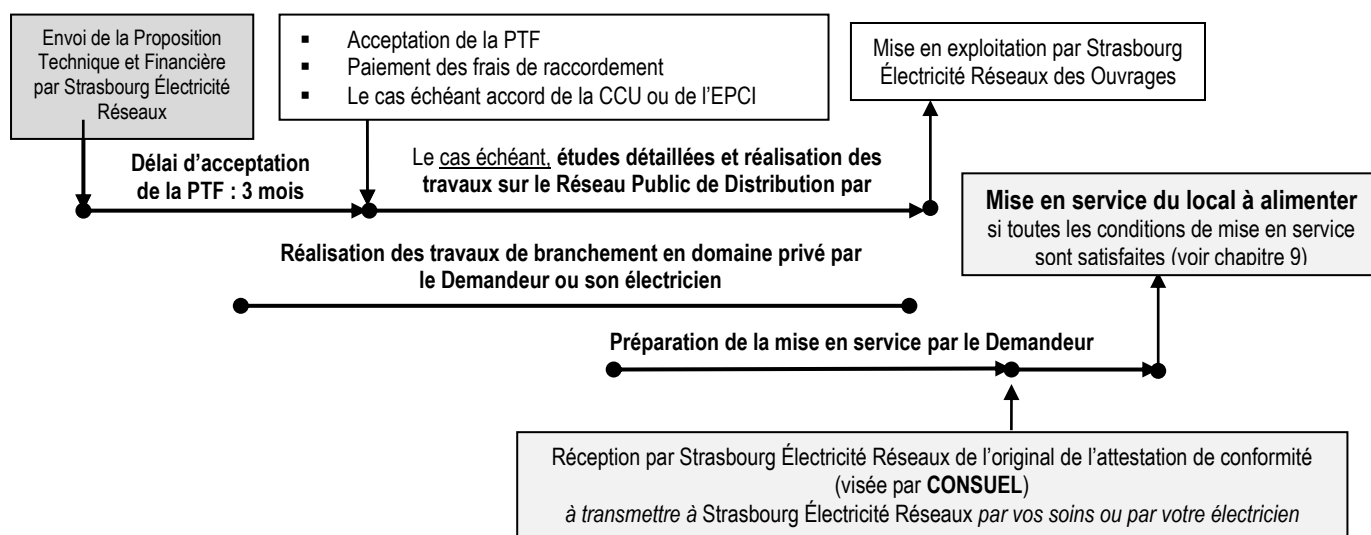 Envoi de la Proposition
Technique et Financière
par Strasbourg Électricité
Réseaux
▪ Acceptation de la PTF
▪ Paiement des frais de raccordement
▪ Le cas échéant accord de la CCU ou de l'EPCI
Mise en exploitation par Strasbourg
Électricité Réseaux des Ouvrages
Délai d'acceptation
de la PTF : 3 mois
Le cas échéant, études détaillées et réalisation des
travaux sur le Réseau Public de Distribution par
Mise en service du local à alimenter
si toutes les conditions de mise en service
sont satisfaites (voir chapitre 9)
Réalisation des travaux de branchement en domaine privé par
le Demandeur ou son électricien
Préparation de la mise en service par le Demandeur
Réception par Strasbourg Électricité Réseaux de l'original de l'attestation de conformité
(visée par CONSUEL)
à transmettre à Strasbourg Électricité Réseaux par vos soins ou par votre électricien